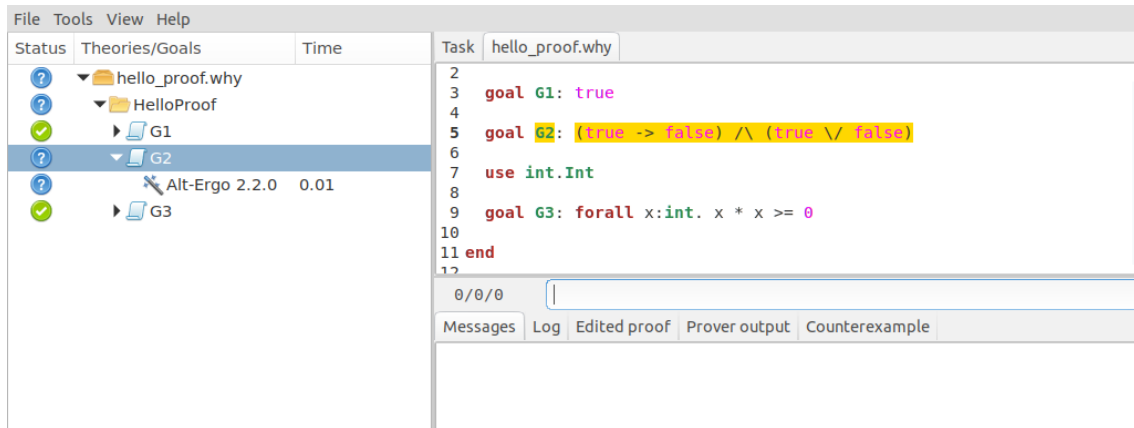 File Tools View Help
Status Theories/Goals Time
hello_proof.why
HelloProof
G1
G2
Alt-Ergo 2.2.0 0.01
G3
Task hello_proof.why
2
3 goal G1: true
4
5 goal G2: (true -> false) /\ (true \/ false)
6
7 use int.Int
8
9 goal G3: forall x:int. x * x >= 0
10
11 end
12
0/0/0
Messages Log Edited proof Prover output Counterexample